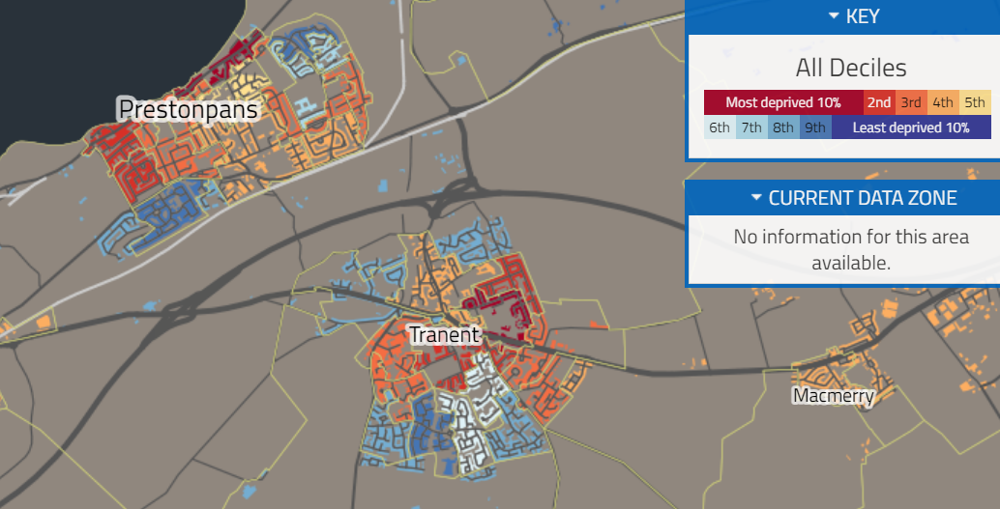 KEY
All Deciles
Most deprived 10% 2nd 3rd 4th 5th
6th 7th 8th 9th Least deprived 10%
CURRENT DATA ZONE
No information for this area
available.
Prestonpans
Tranent
Macmerry